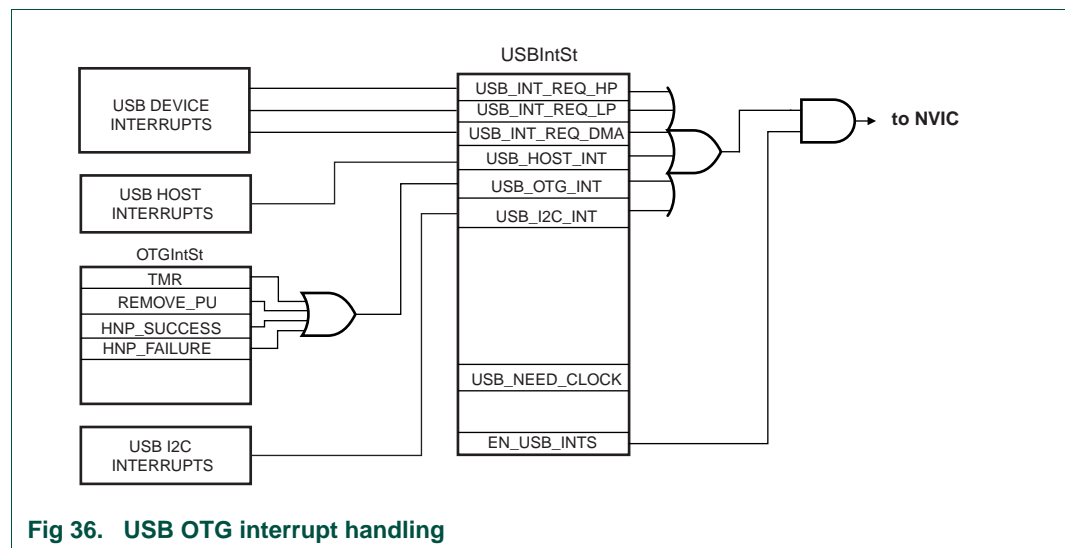 USBIntSt
USB DEVICE
INTERRUPTS
USB_INT_REQ_HP
USB_INT_REQ_LP
USB_INT_REQ_DMA
USB_HOST_INT
USB_OTG_INT
USB_I2C_INT
to NVIC
USB HOST
INTERRUPTS
OTGIntSt
TMR
REMOVE_PU
HNP_SUCCESS
HNP_FAILURE
USB_NEED_CLOCK
USB I2C
INTERRUPTS
EN_USB_INTS
Fig 36. USB OTG interrupt handling